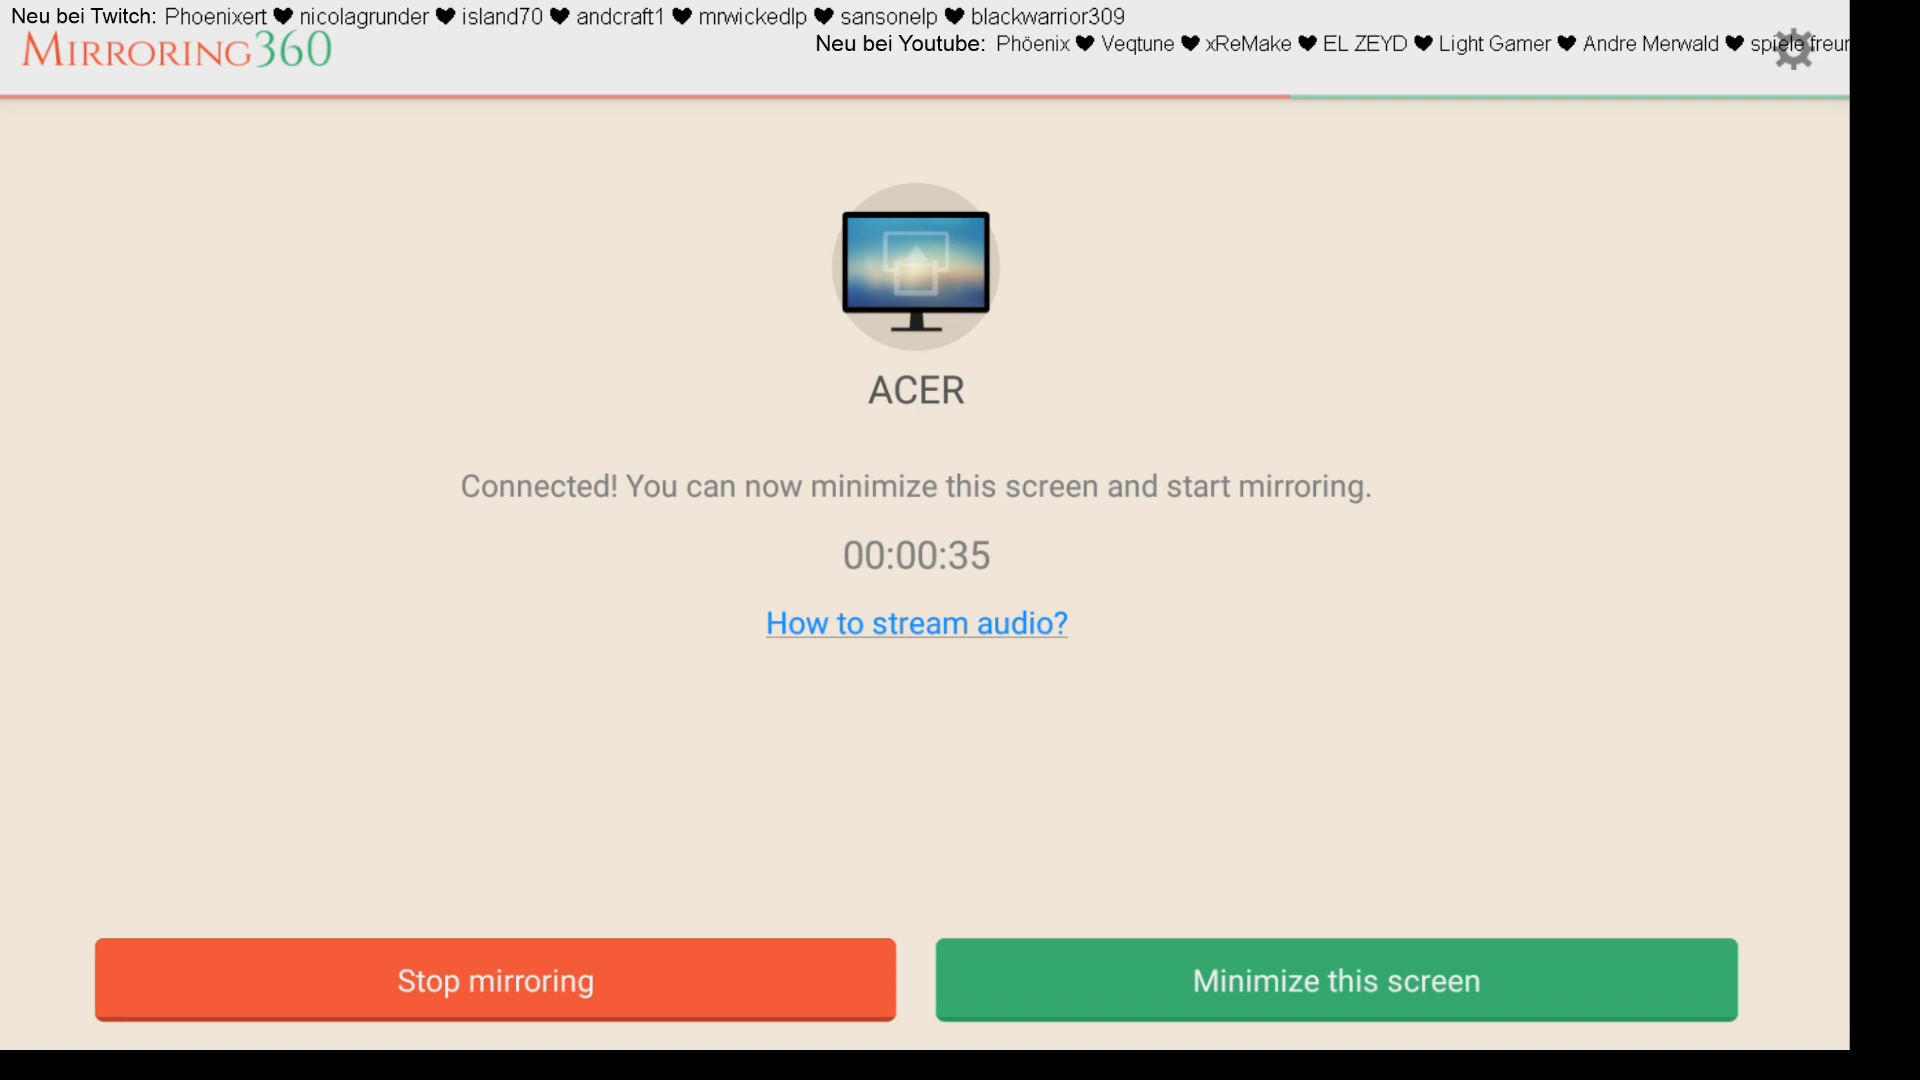 Neu bei Twitch: Phoenixert ♥ nicolagrunder ♥ island70 ♥ andcraft1 ♥ mrwickedlp ♥ sansonelp ♥ blackwarrior309
Neu bei Youtube: Phöenix ♥ Veqtune ♥ xReMake ♥ EL ZEYD ♥ Light Gamer ♥ Andre Merwald ♥ spiele freun
MIRRORING360
ACER
Connected! You can now minimize this screen and start mirroring.
00:00:35
How to stream audio?
Stop mirroring
Minimize this screen